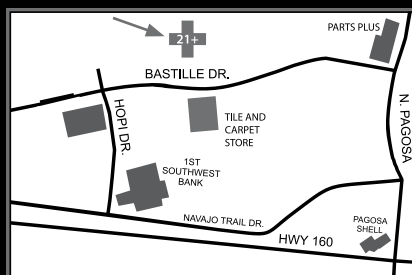 PARTS PLUS
21+
BASTILLE DR.
N. PAGOSA
HOPI DR.
TILE AND
CARPET
STORE
1ST
SOUTHWEST
BANK
NAVAJO TRAIL DR.
PAGOSA
SHELL
HWY 160